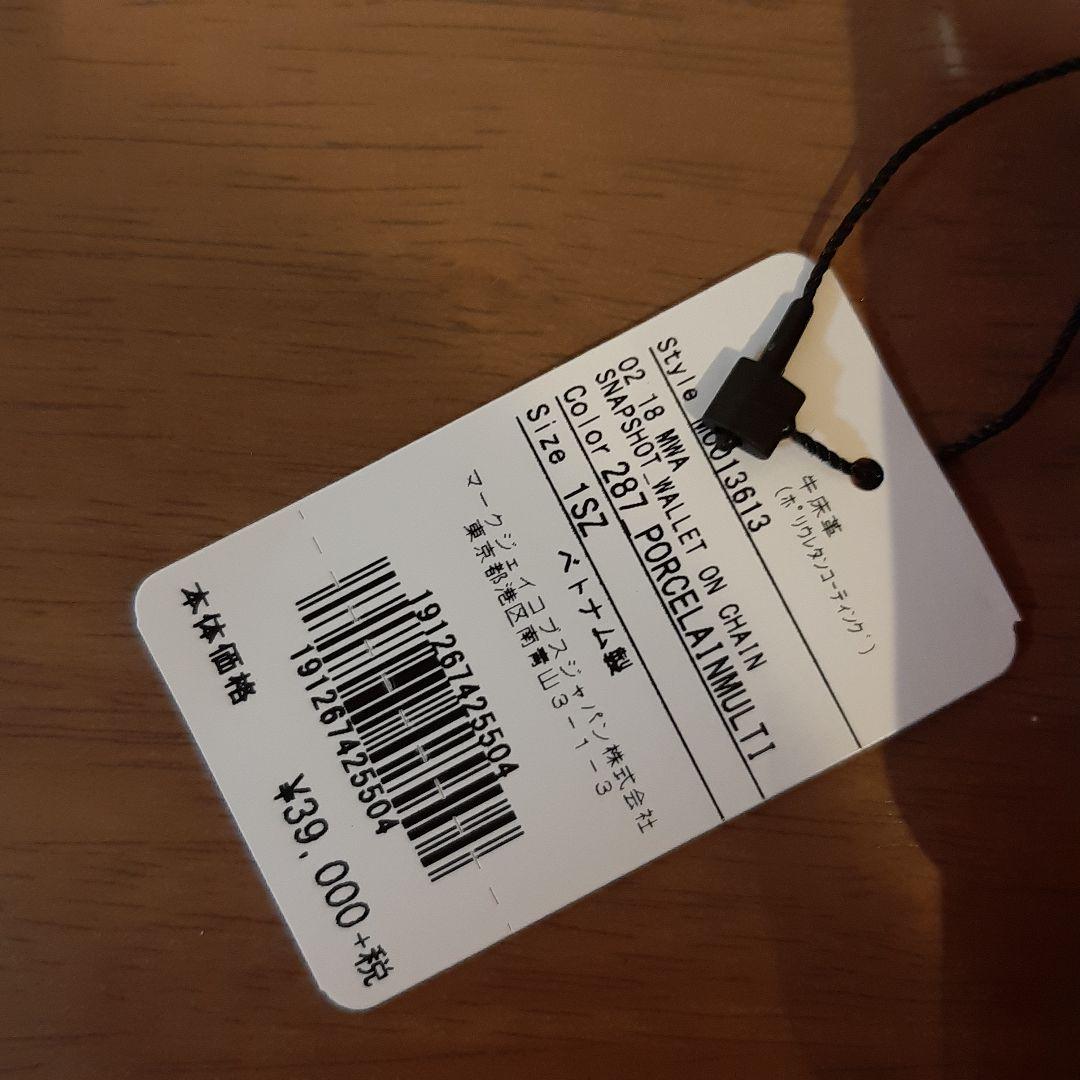 牛床革
(ポリウレタンコーティング)
Style M0013613
02 18 MWA
SNAPSHOT_WALLET ON CHAIN
Color 287 PORCELAINMULTI
Size 1SZ ベトナム製
マークジェイコブスジャパン株式会社
東京都港区南青山3-1-3
191267425504
191267425504
本体価格 ¥39,000+税